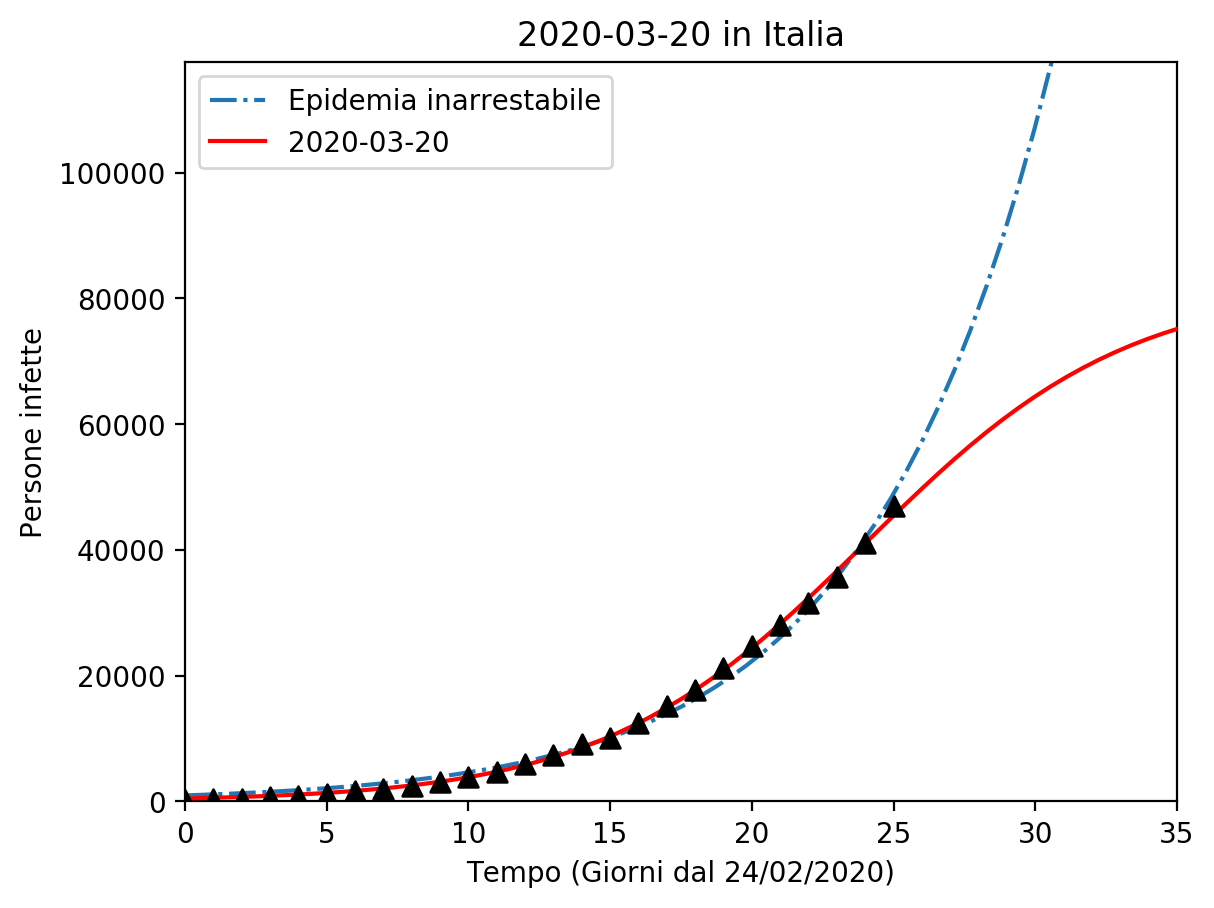 2020-03-20 in Italia
Epidemia inarrestabile
2020-03-20
100000
80000
60000
40000
20000
0
Persone infette
0 5 10 15 20 25 30 35
Tempo (Giorni dal 24/02/2020)